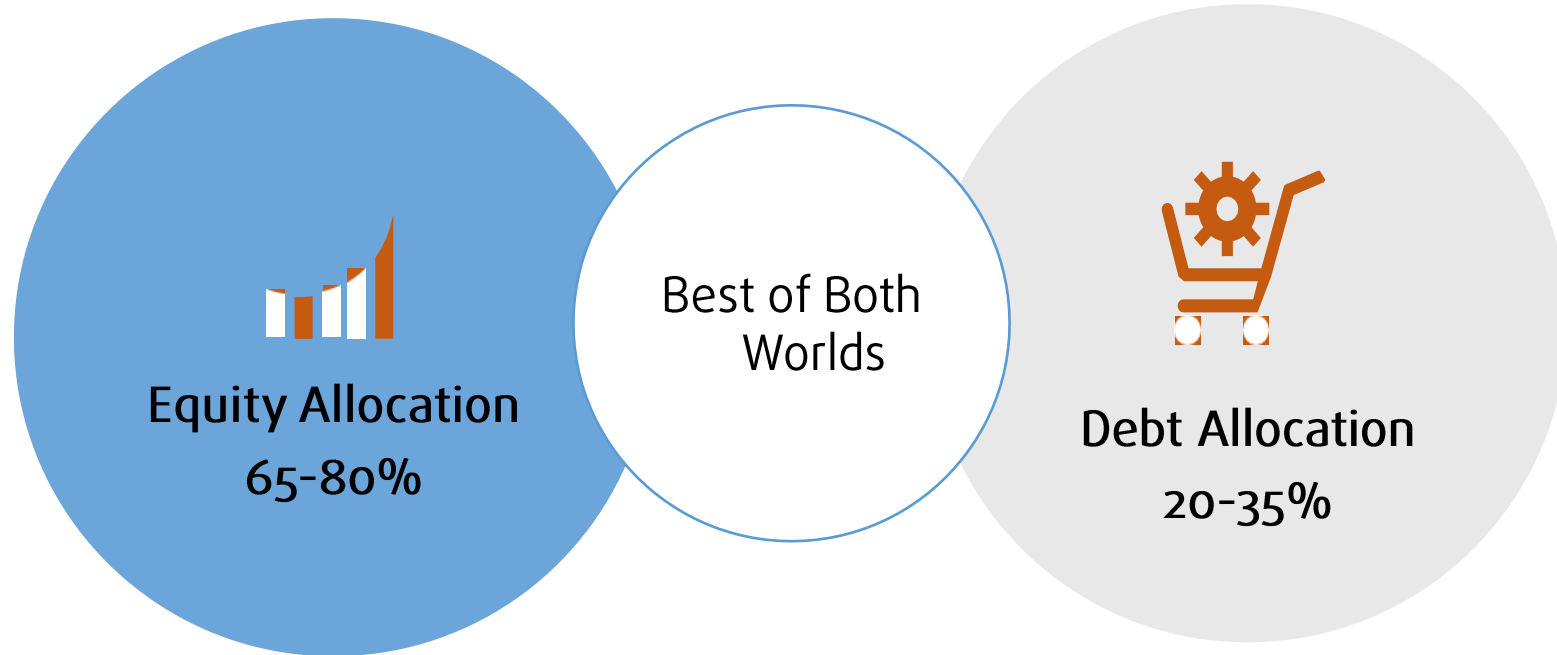 Equity Allocation
65-80%
Best of Both
Worlds
Debt Allocation
20-35%